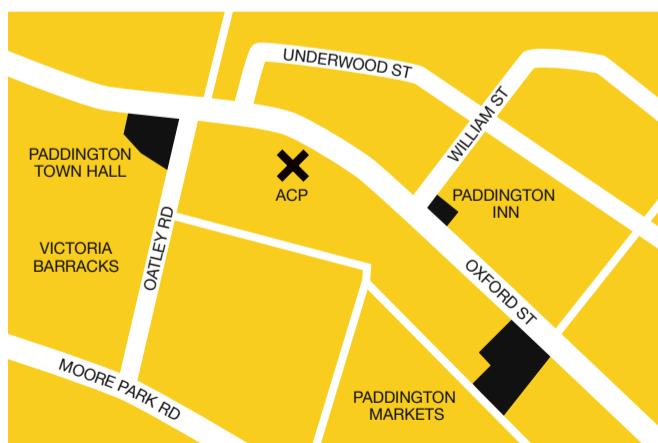 UNDERWOOD ST
WILLIAM ST
PADDINGTON
TOWN HALL
ACP
PADDINGTON
INN
VICTORIA
BARRACKS
OATLEY RD
OXFORD ST
MOORE PARK RD
PADDINGTON
MARKETS